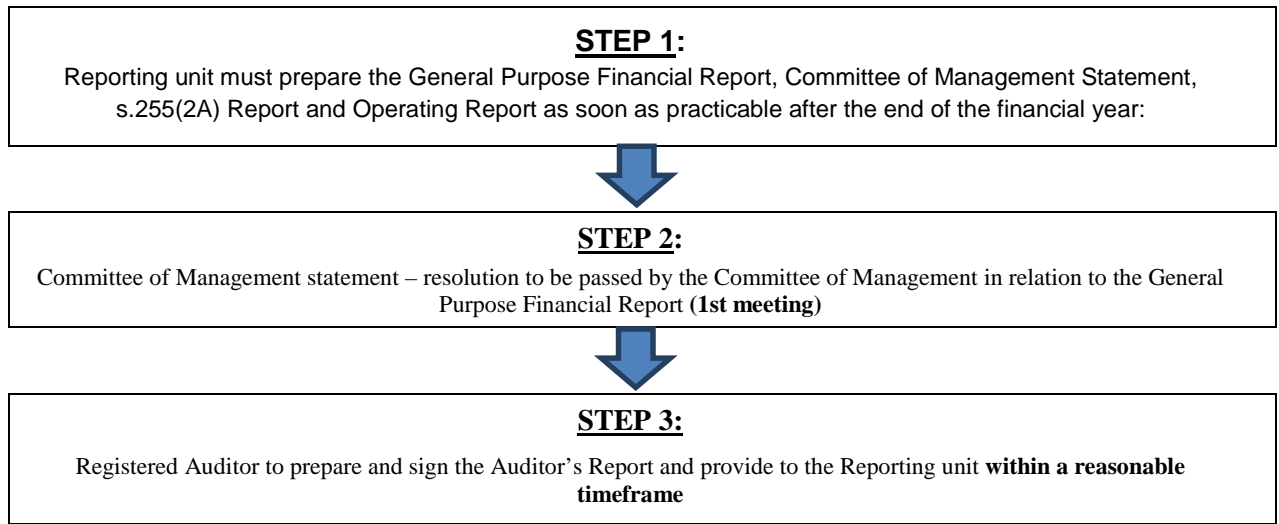 STEP 1:
Reporting unit must prepare the General Purpose Financial Report, Committee of Management Statement,
s.255(2A) Report and Operating Report as soon as practicable after the end of the financial year:
STEP 2:
Committee of Management statement – resolution to be passed by the Committee of Management in relation to the General
Purpose Financial Report (1st meeting)
STEP 3:
Registered Auditor to prepare and sign the Auditor’s Report and provide to the Reporting unit within a reasonable
timeframe